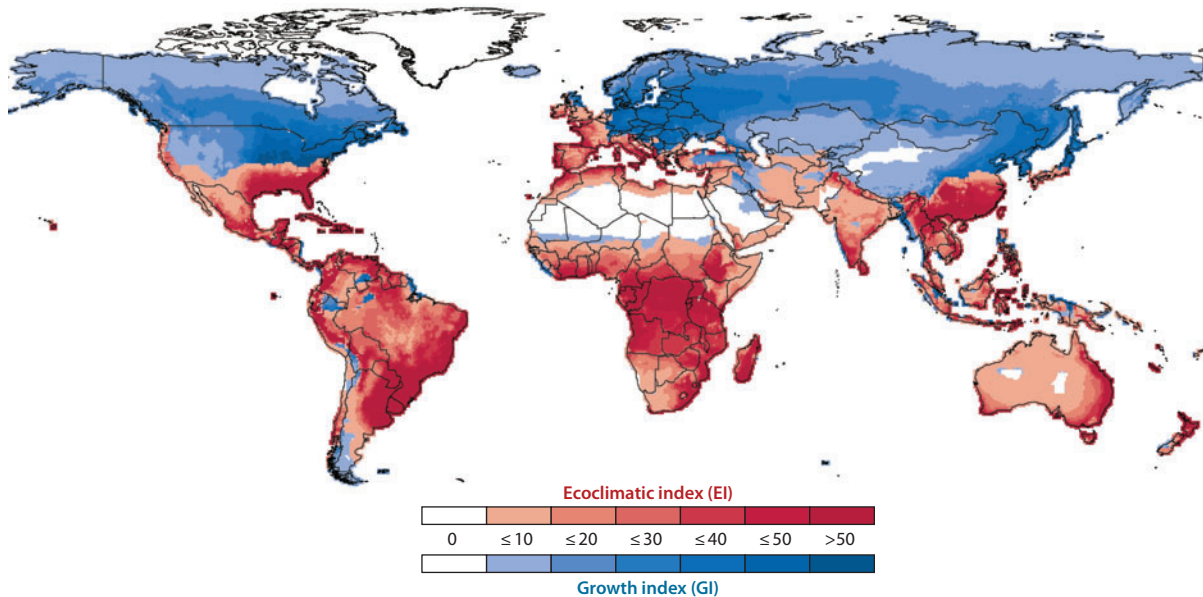 Ecoclimatic index (EI)
0 ≤ 10 ≤ 20 ≤ 30 ≤ 40 ≤ 50 >50
Growth index (GI)